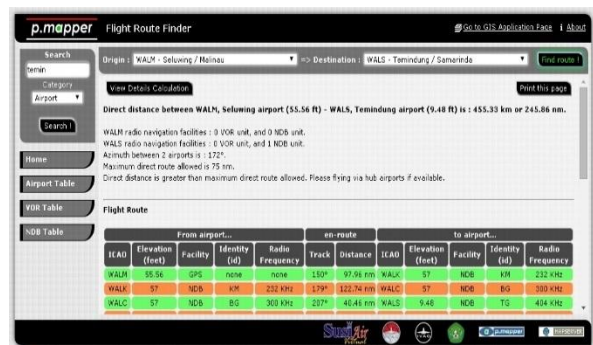 p.mapper Flight Route Finder Go to GIS Application Page i About
Search
temin
Category
Airport
Search !
Home
Airport Table
VOR Table
NDB Table
Origin : WALM - Seluwing / Malinau => Destination : WALS - Temindung / Samarinda Find route !
View Details Calculation Print this page
Direct distance between WALM, Seluwing airport (55.56 ft) - WALS, Temindung airport (9.48 ft) is : 455.33 km or 245.86 nm.
WALM radio navigation facilities : 0 VOR unit, and 0 NDB unit.
WALS radio navigation facilities : 0 VOR unit, and 1 NDB unit.
Azimuth between 2 airports is : 172°.
Maximum direct route allowed is 75 nm.
Direct distance is greater than maximum direct route allowed. Please flying via hub airports if available.
Flight Route
From airport... en-route to airport...
ICAO Elevation (feet) Facility Identity (id) Radio Frequency Track Distance ICAO Elevation (feet) Facility Identity (id) Radio Frequency
WALM 55.56 GPS none none 150° 97.96 nm WALK 57 NDB KM 232 KHz
WALK 57 NDB KM 232 KHz 179° 122.74 nm WALC 57 NDB BG 300 KHz
WALC 57 NDB BG 300 KHz 207° 40.46 nm WALS 9.48 NDB TG 404 KHz
Susi Air
p.mapper MAPSERVER